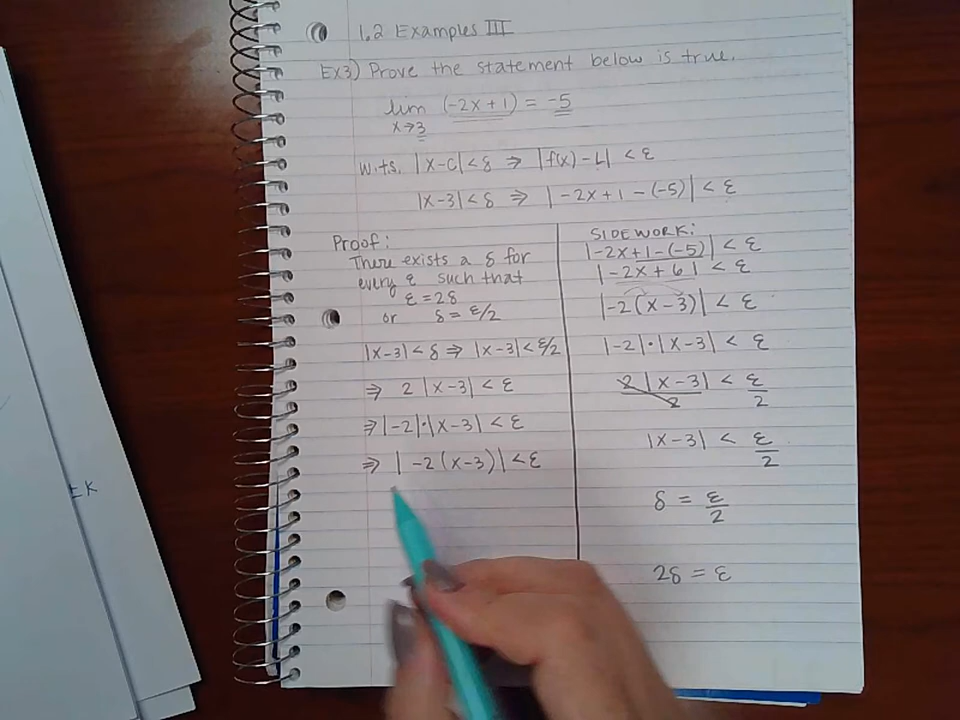 1.2 Examples III
Ex3) Prove the statement below is true.
lim (-2x+1) = -5
x→3
w.t.s. |x-c| < δ ⇒ |f(x)-L| < ε
|x-3| < δ ⇒ |-2x+1-(-5)| < ε
Proof:
There exists a δ for
every ε such that
ε = 2δ
or δ = ε/2
|x-3| < δ ⇒ |x-3| < ε/2
⇒ 2|x-3| < ε
⇒ |-2|·|x-3| < ε
⇒ |-2(x-3)| < ε
SIDEWORK:
|-2x+1-(-5)| < ε
|-2x+6| < ε
|-2(x-3)| < ε
|-2|·|x-3| < ε
2|x-3| < ε
2 2
|x-3| < ε
2
δ = ε
2
2δ = ε
EK